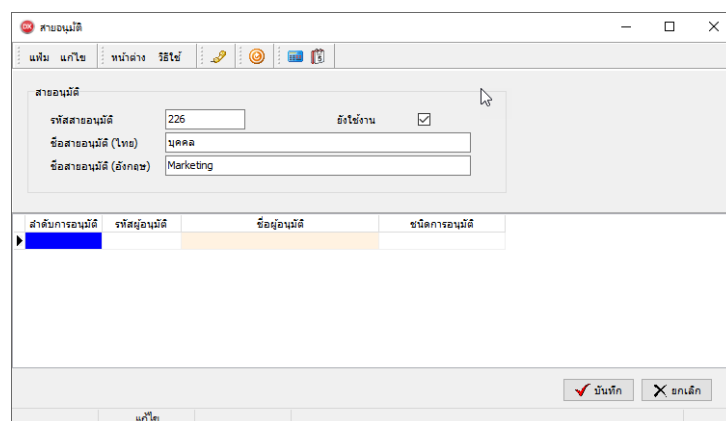 OK สายอนุมัติ
แฟ้ม แก้ไข หน้าต่าง วิธีใช้
สายอนุมัติ
รหัสสายอนุมัติ 226 ยังใช้งาน
ชื่อสายอนุมัติ (ไทย) บุคคล
ชื่อสายอนุมัติ (อังกฤษ) Marketing
ลำดับการอนุมัติ รหัสผู้อนุมัติ ชื่อผู้อนุมัติ ชนิดการอนุมัติ
บันทึก ยกเลิก
แก้ไข